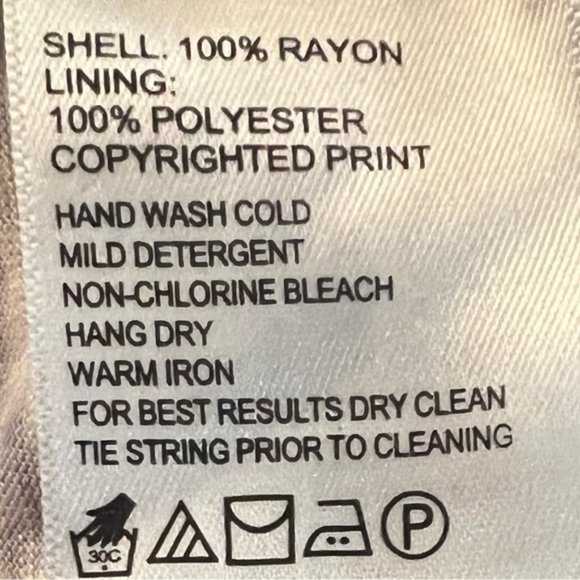 SHELL: 100% RAYON
LINING:
100% POLYESTER
COPYRIGHTED PRINT
HAND WASH COLD
MILD DETERGENT
NON-CHLORINE BLEACH
HANG DRY
WARM IRON
FOR BEST RESULTS DRY CLEAN
TIE STRING PRIOR TO CLEANING
30C P